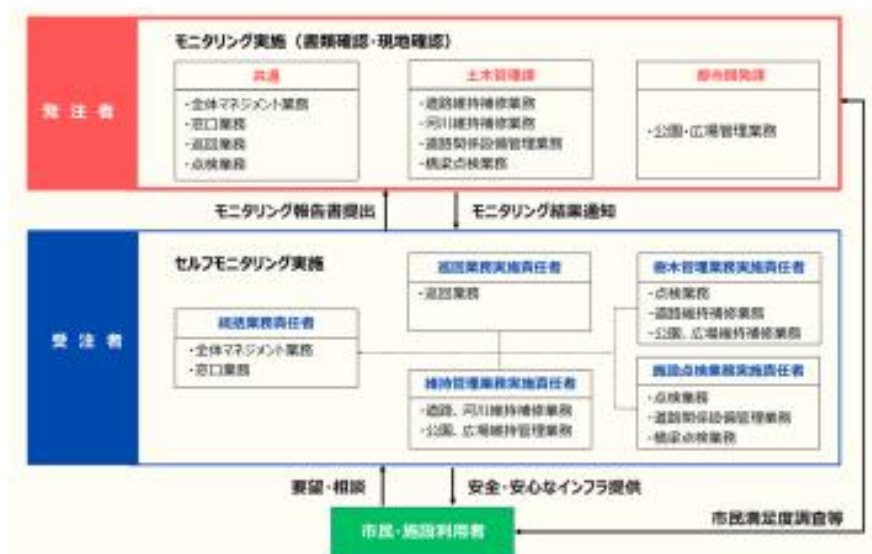 モニタリング実施（書類確認・現地確認）
発注者
共通
・全体マネジメント業務
・窓口業務
・巡回業務
・点検業務
土木管理課
・道路維持補修業務
・河川維持補修業務
・道路関係設備管理業務
・橋梁点検業務
都市開発課
・公園・広場管理業務
モニタリング報告書提出
モニタリング結果通知
セルフモニタリング実施
受注者
統括業務責任者
・全体マネジメント業務
・窓口業務
巡回業務実施責任者
・巡回業務
維持管理業務実施責任者
・道路、河川維持補修業務
・公園、広場維持管理業務
樹木管理業務実施責任者
・点検業務
・道路維持補修業務
・公園、広場維持補修業務
施設点検業務実施責任者
・点検業務
・道路関係設備管理業務
・橋梁点検業務
要望・相談
安全・安心なインフラ提供
市民・施設利用者
市民満足度調査等